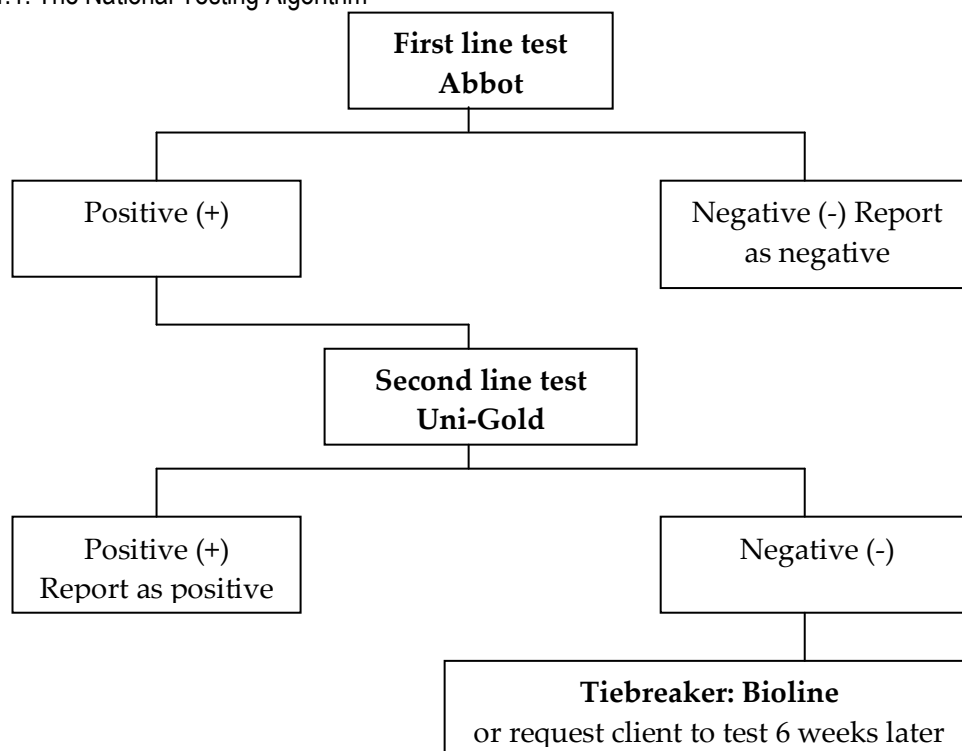 The National Testing Algorithm
First line test
Abbot
Positive (+)
Negative (-) Report
as negative
Second line test
Uni-Gold
Positive (+)
Report as positive
Negative (-)
Tiebreaker: Bioline
or request client to test 6 weeks later